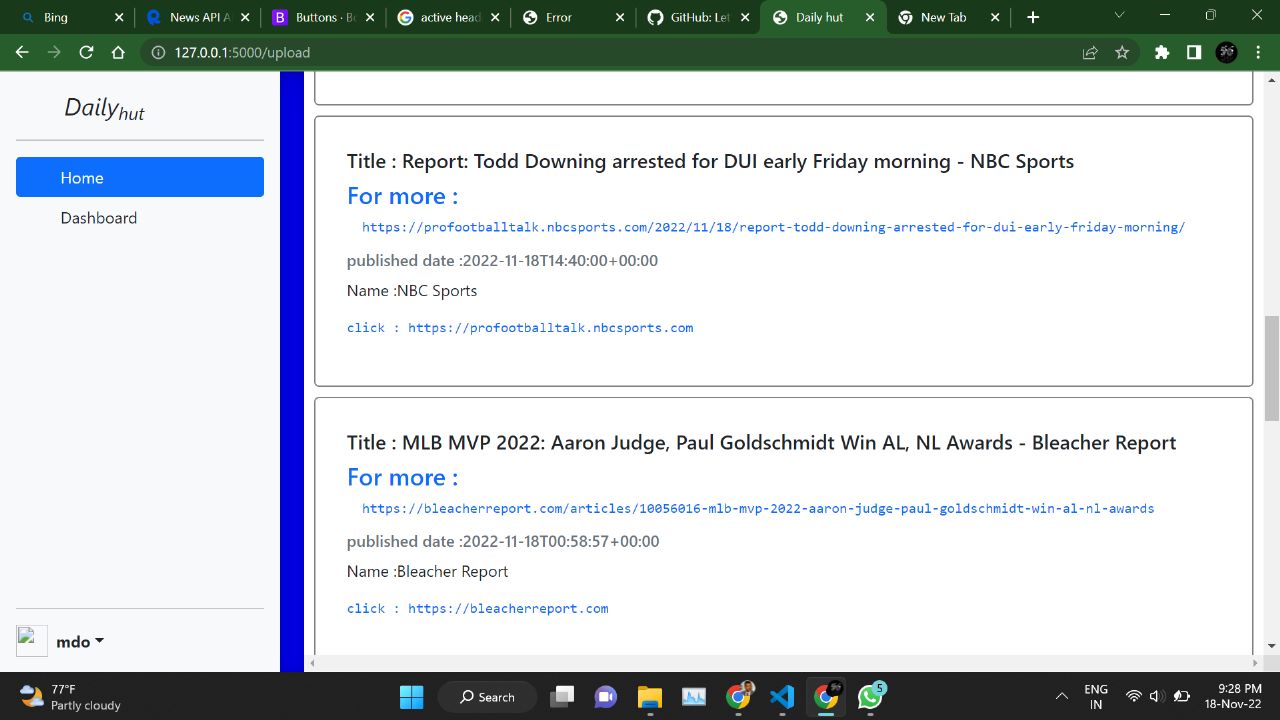 Bing
News API A
Buttons · Bo
active head
Error
GitHub: Let
Daily hut
New Tab
127.0.0.1:5000/upload
Dailyhut
Home
Dashboard
Title : Report: Todd Downing arrested for DUI early Friday morning - NBC Sports
For more :
https://profootballtalk.nbcsports.com/2022/11/18/report-todd-downing-arrested-for-dui-early-friday-morning/
published date :2022-11-18T14:40:00+00:00
Name :NBC Sports
click : https://profootballtalk.nbcsports.com
Title : MLB MVP 2022: Aaron Judge, Paul Goldschmidt Win AL, NL Awards - Bleacher Report
For more :
https://bleacherreport.com/articles/10056016-mlb-mvp-2022-aaron-judge-paul-goldschmidt-win-al-nl-awards
published date :2022-11-18T00:58:57+00:00
Name :Bleacher Report
click : https://bleacherreport.com
mdo
77°F
Partly cloudy
Search
5
ENG
IN
9:28 PM
18-Nov-22